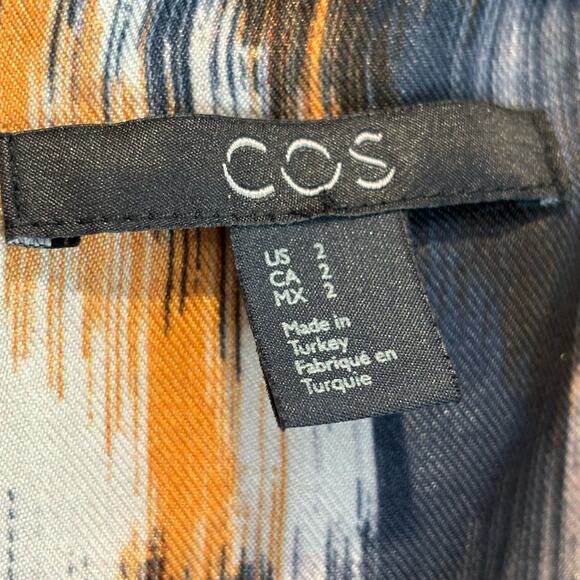 COS
US 2
CA 2
MX 2
Made in
Turkey
Fabriqué en
Turquie